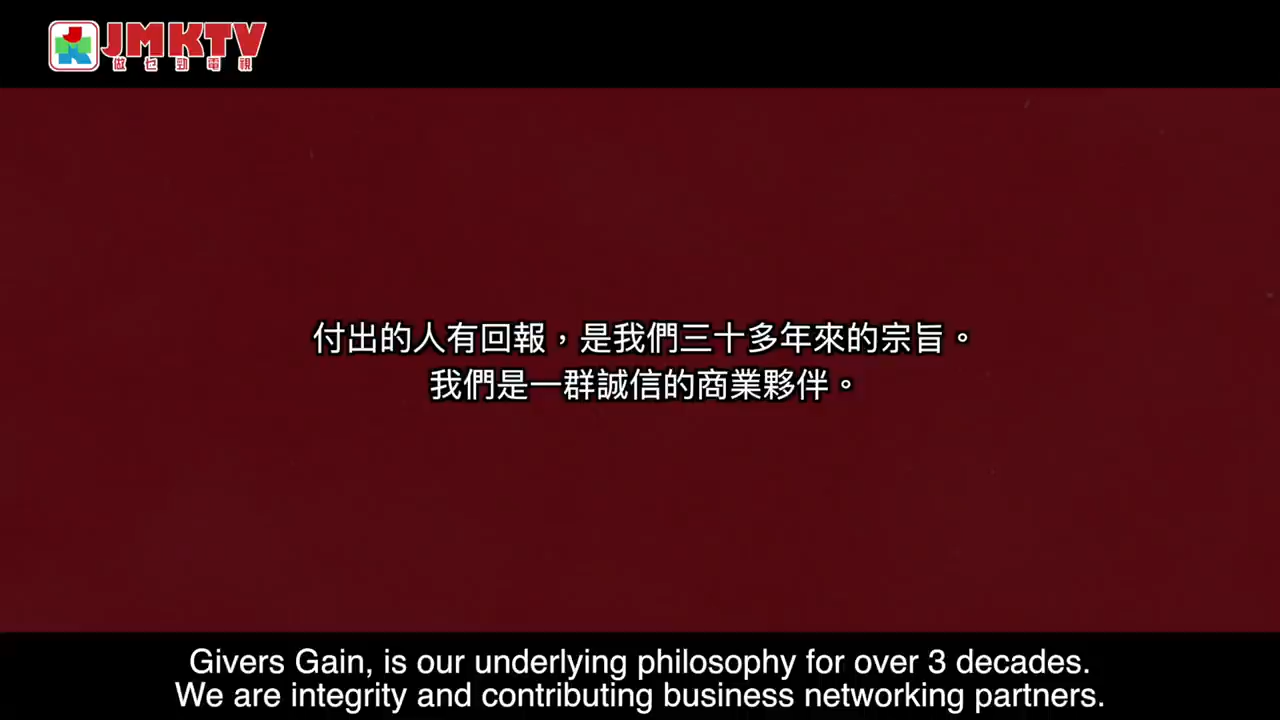 JMKTV
做乜勁電視
付出的人有回報，是我們三十多年來的宗旨。
我們是一群誠信的商業夥伴。
Givers Gain, is our underlying philosophy for over 3 decades.
We are integrity and contributing business networking partners.